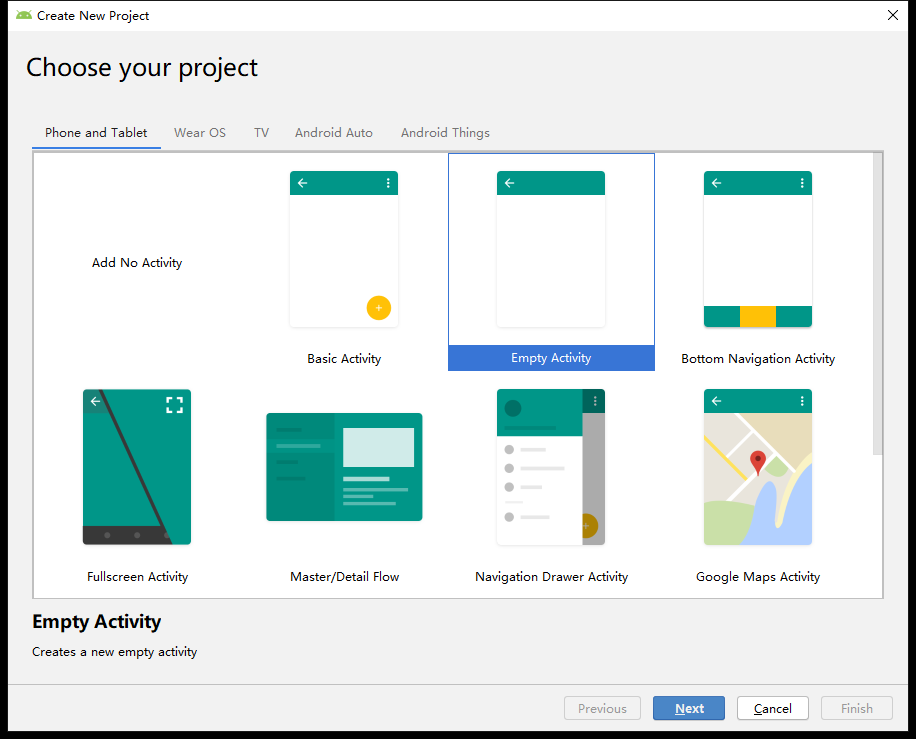 Create New Project
Choose your project
Phone and Tablet Wear OS TV Android Auto Android Things
Add No Activity
Basic Activity
Empty Activity
Bottom Navigation Activity
Fullscreen Activity
Master/Detail Flow
Navigation Drawer Activity
Google Maps Activity
Empty Activity
Creates a new empty activity
Previous Next Cancel Finish